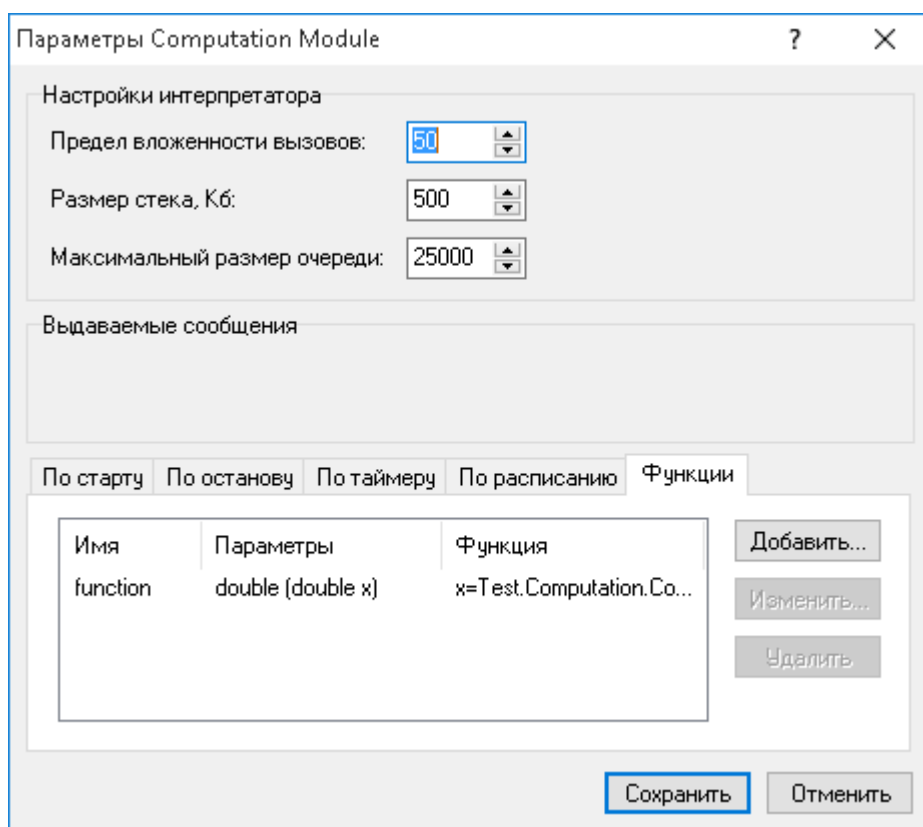 Параметры Computation Module ?
Настройки интерпретатора
Предел вложенности вызовов: 50
Размер стека, Кб: 500
Максимальный размер очереди: 25000
Выдаваемые сообщения
По старту По останову По таймеру По расписанию Функции
Имя Параметры Функция
function double (double x) x=Test.Computation.Co...
Добавить...
Изменить...
Удалить
Сохранить Отменить